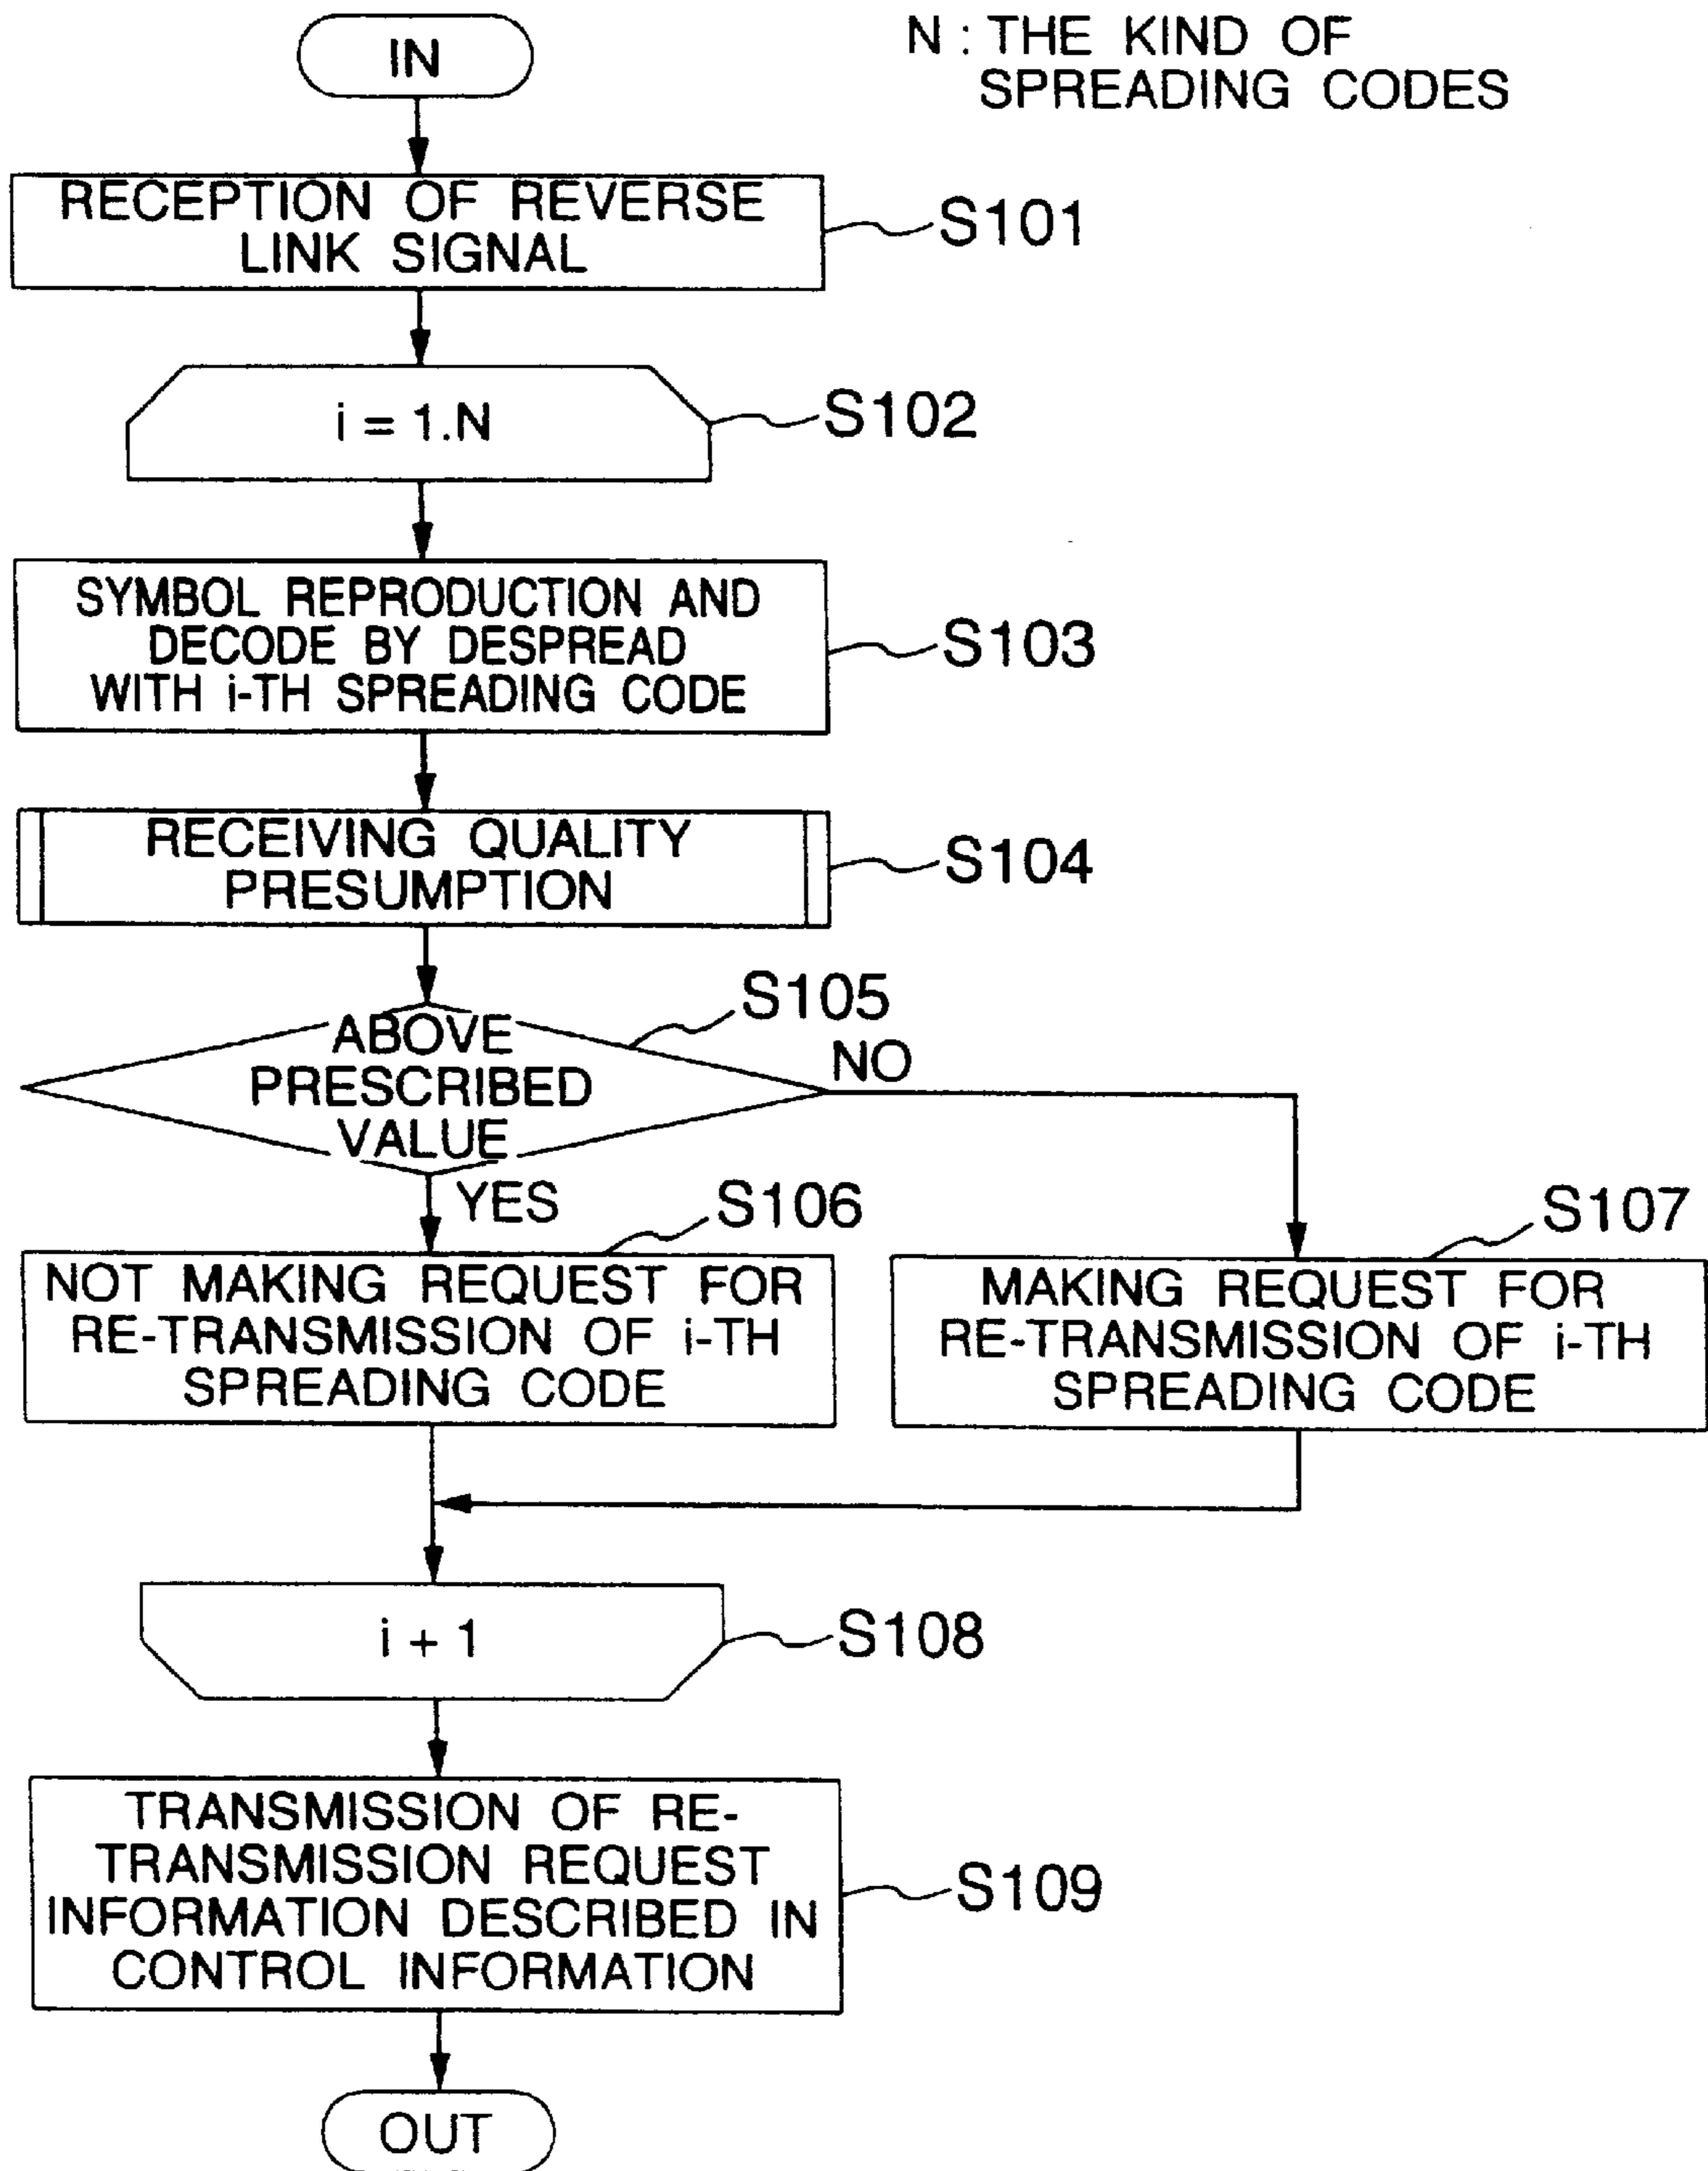 IN
N : THE KIND OF
SPREADING CODES
RECEPTION OF REVERSE
LINK SIGNAL
S101
i = 1.N
S102
SYMBOL REPRODUCTION AND
DECODE BY DESPREAD
WITH i-TH SPREADING CODE
S103
RECEIVING QUALITY
PRESUMPTION
S104
ABOVE
PRESCRIBED
VALUE
S105
NO
YES
S106
NOT MAKING REQUEST FOR
RE-TRANSMISSION OF i-TH
SPREADING CODE
S107
MAKING REQUEST FOR
RE-TRANSMISSION OF i-TH
SPREADING CODE
i + 1
S108
TRANSMISSION OF RE-
TRANSMISSION REQUEST
INFORMATION DESCRIBED IN
CONTROL INFORMATION
S109
OUT